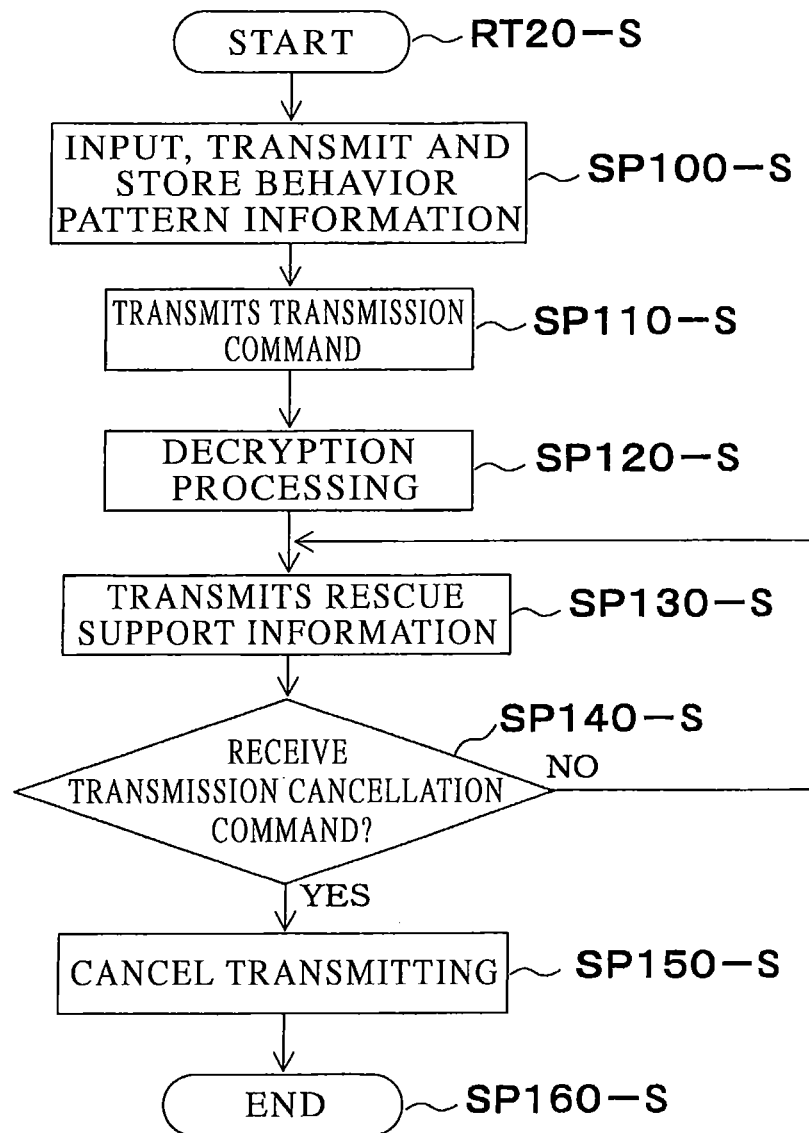 START
RT20-S
INPUT, TRANSMIT AND
STORE BEHAVIOR
PATTERN INFORMATION
SP100-S
TRANSMITS TRANSMISSION
COMMAND
SP110-S
DECRYPTION
PROCESSING
SP120-S
TRANSMITS RESCUE
SUPPORT INFORMATION
SP130-S
RECEIVE
TRANSMISSION CANCELLATION
COMMAND?
SP140-S
NO
YES
CANCEL TRANSMITTING
SP150-S
END
SP160-S